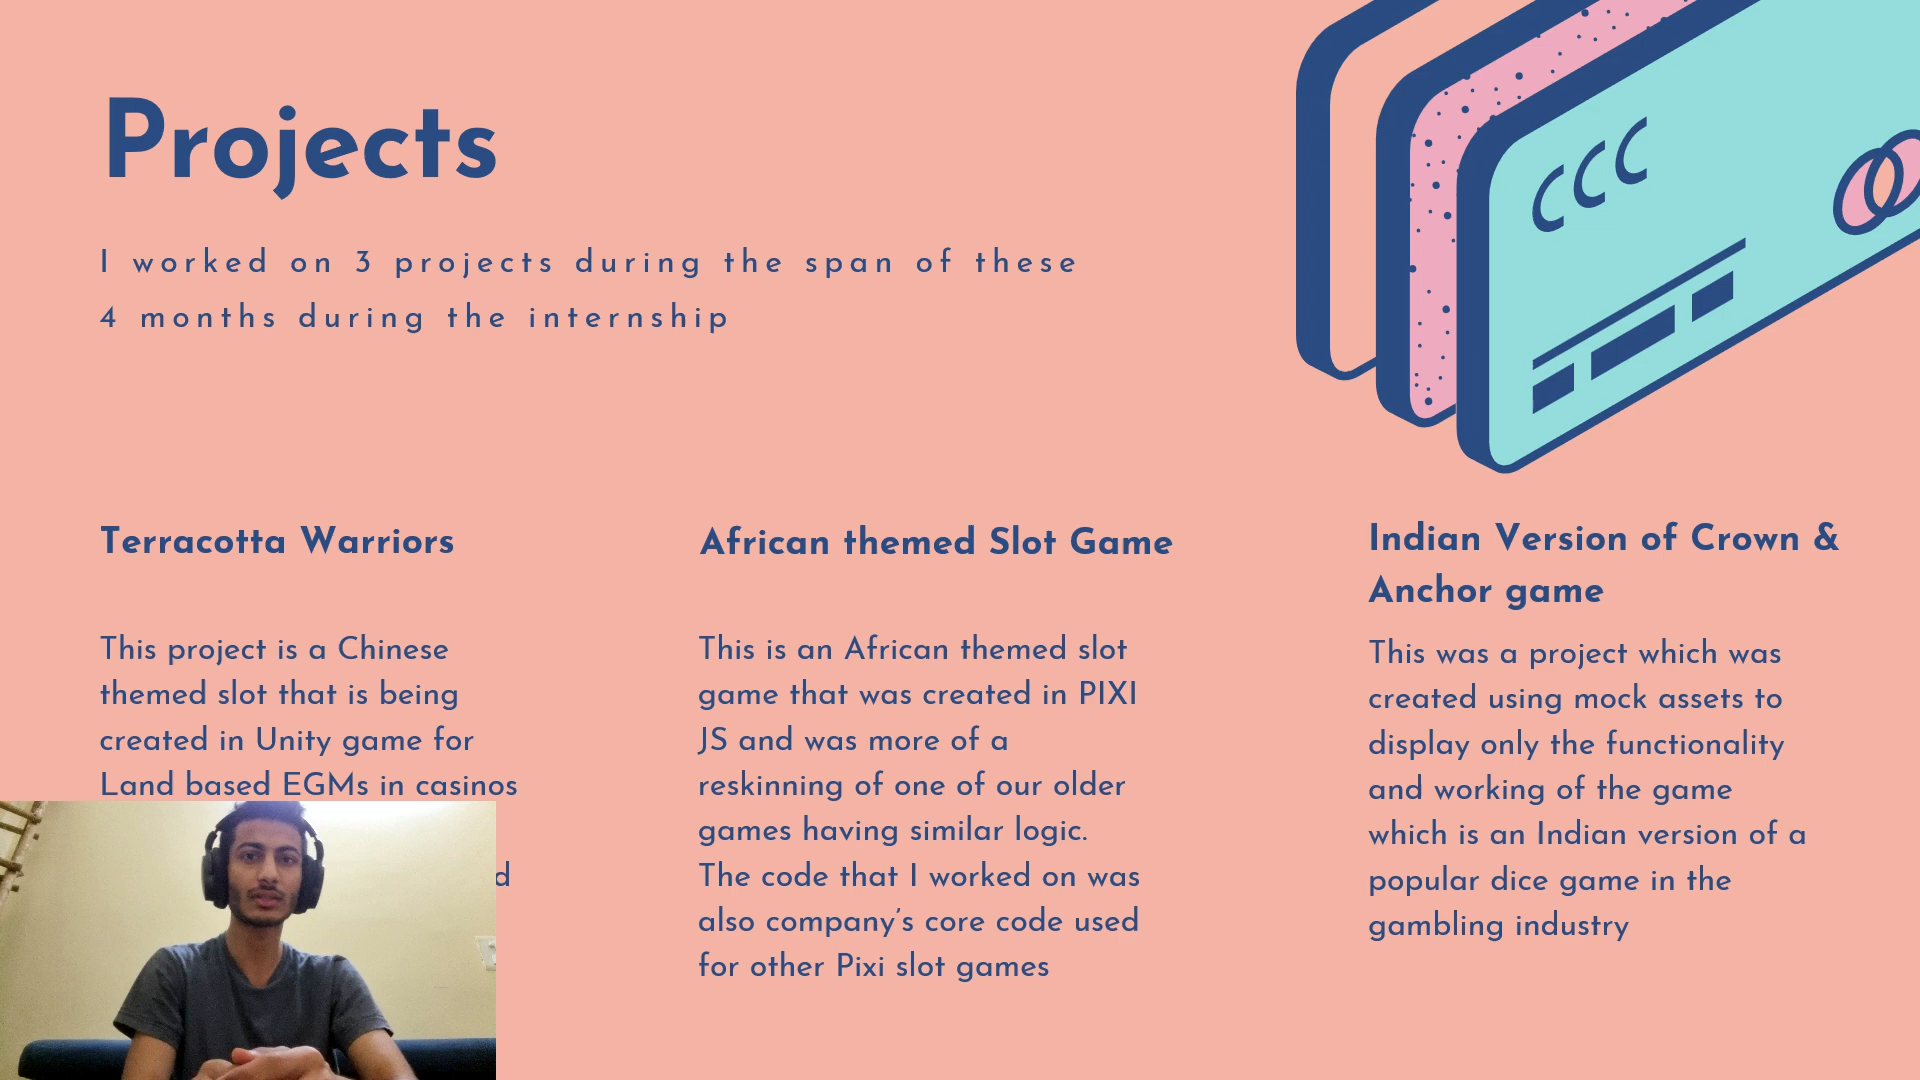 Projects
I worked on 3 projects during the span of these
4 months during the internship
Terracotta Warriors
This project is a Chinese
themed slot that is being
created in Unity game for
Land based EGMs in casinos
African themed Slot Game
This is an African themed slot
game that was created in PIXI
JS and was more of a
reskinning of one of our older
games having similar logic.
The code that I worked on was
also company's core code used
for other Pixi slot games
Indian Version of Crown &
Anchor game
This was a project which was
created using mock assets to
display only the functionality
and working of the game
which is an Indian version of a
popular dice game in the
gambling industry